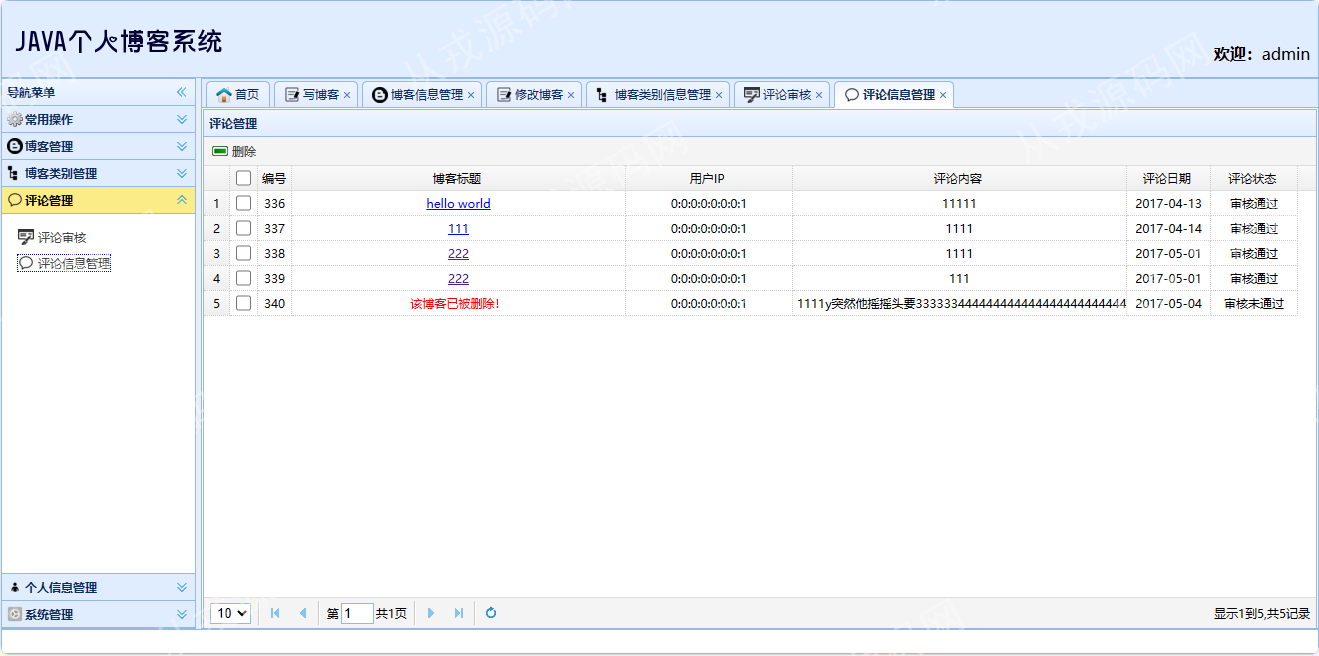 JAVA个人博客系统
欢迎：admin
导航菜单
常用操作
博客管理
博客类别管理
评论管理
评论审核
评论信息管理
个人信息管理
系统管理
首页 写博客 博客信息管理 修改博客 博客类别信息管理 评论审核 评论信息管理
评论管理
删除
编号 博客标题 用户IP 评论内容 评论日期 评论状态
1 336 hello world 0:0:0:0:0:0:0:1 11111 2017-04-13 审核通过
2 337 111 0:0:0:0:0:0:0:1 1111 2017-04-14 审核通过
3 338 222 0:0:0:0:0:0:0:1 1111 2017-05-01 审核通过
4 339 222 0:0:0:0:0:0:0:1 111 2017-05-01 审核通过
5 340 该博客已被删除！ 0:0:0:0:0:0:0:1 1111y突然他摇摇头要3333334444444444444444444444444 2017-05-04 审核未通过
10 第 1 共1页
显示1到5,共5记录
从戎源码网
从戎源码网